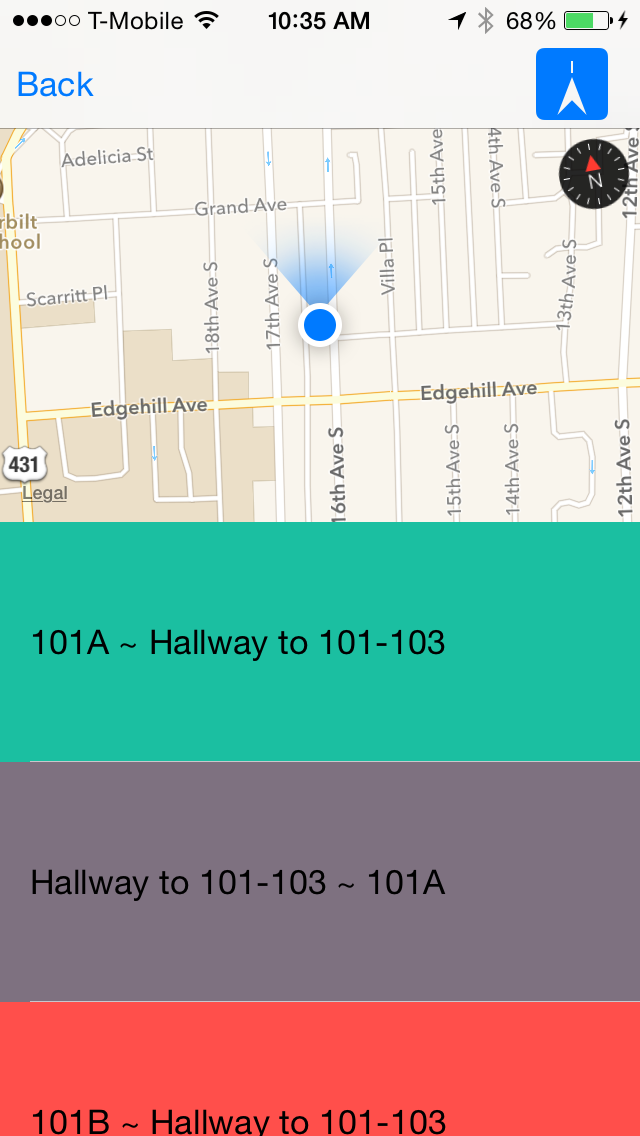 T-Mobile 10:35 AM 68%
Back
Adelicia St
15th Ave
4th Ave S
12th Ave
N
Grand Ave
rbilt
hool
Villa Pl
13th Ave S
Scarritt Pl
18th Ave S
17th Ave S
Edgehill Ave
Edgehill Ave
431
Legal
16th Ave S
15th Ave S
14th Ave S
12th Ave S
101A ~ Hallway to 101-103
Hallway to 101-103 ~ 101A
101B ~ Hallway to 101-103